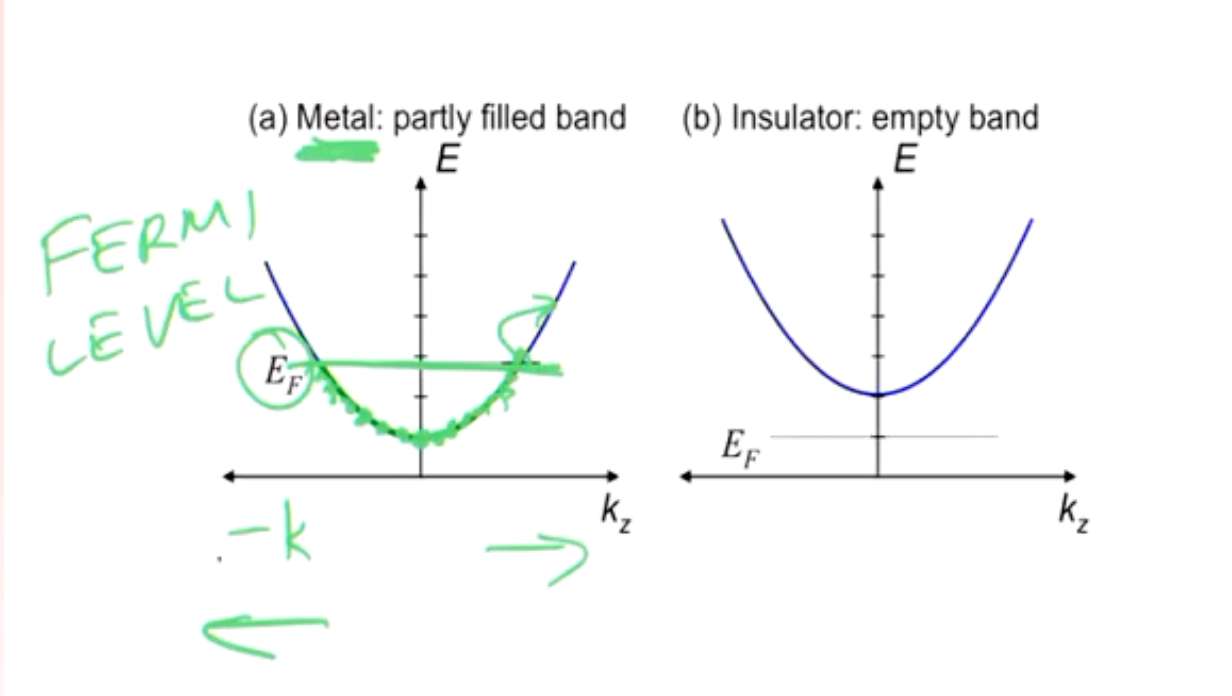 (a) Metal: partly filled band
(b) Insulator: empty band
E
E
FERMI
LEVEL
E_F
E_F
k_z
k_z
-k